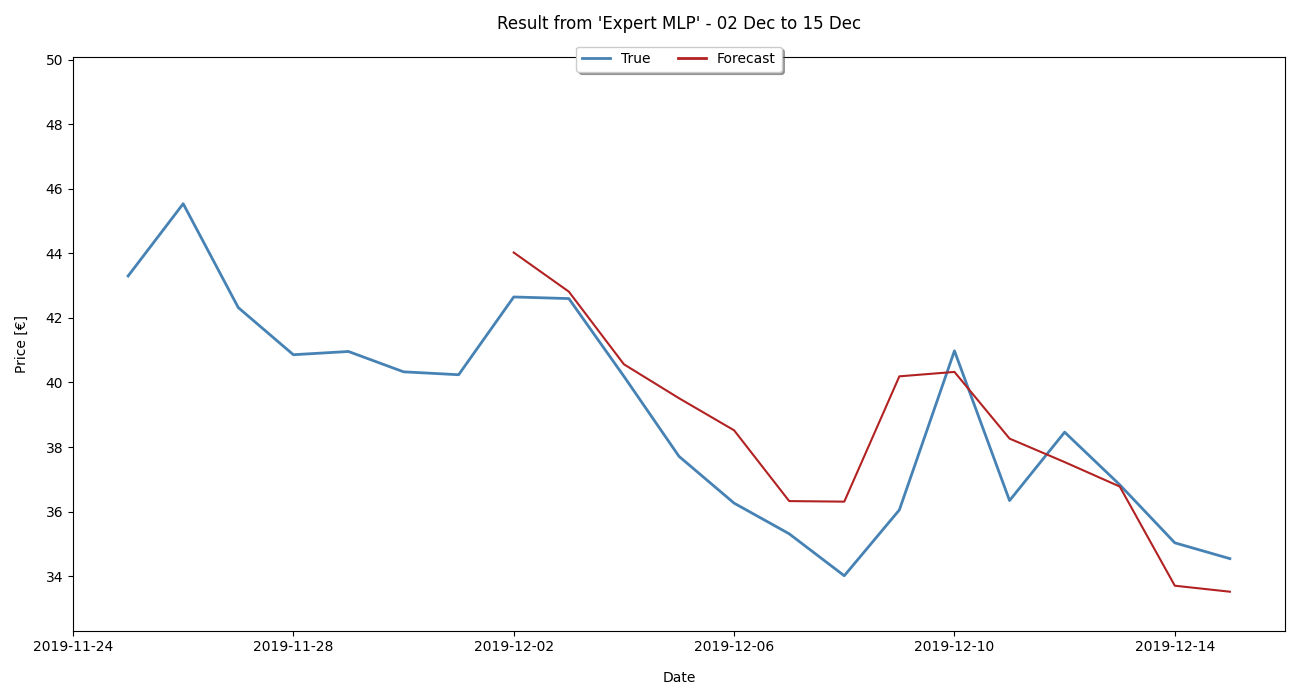 Result from 'Expert MLP' - 02 Dec to 15 Dec
True Forecast
Price [€]
50
48
46
44
42
40
38
36
34
2019-11-24 2019-11-28 2019-12-02 2019-12-06 2019-12-10 2019-12-14
Date